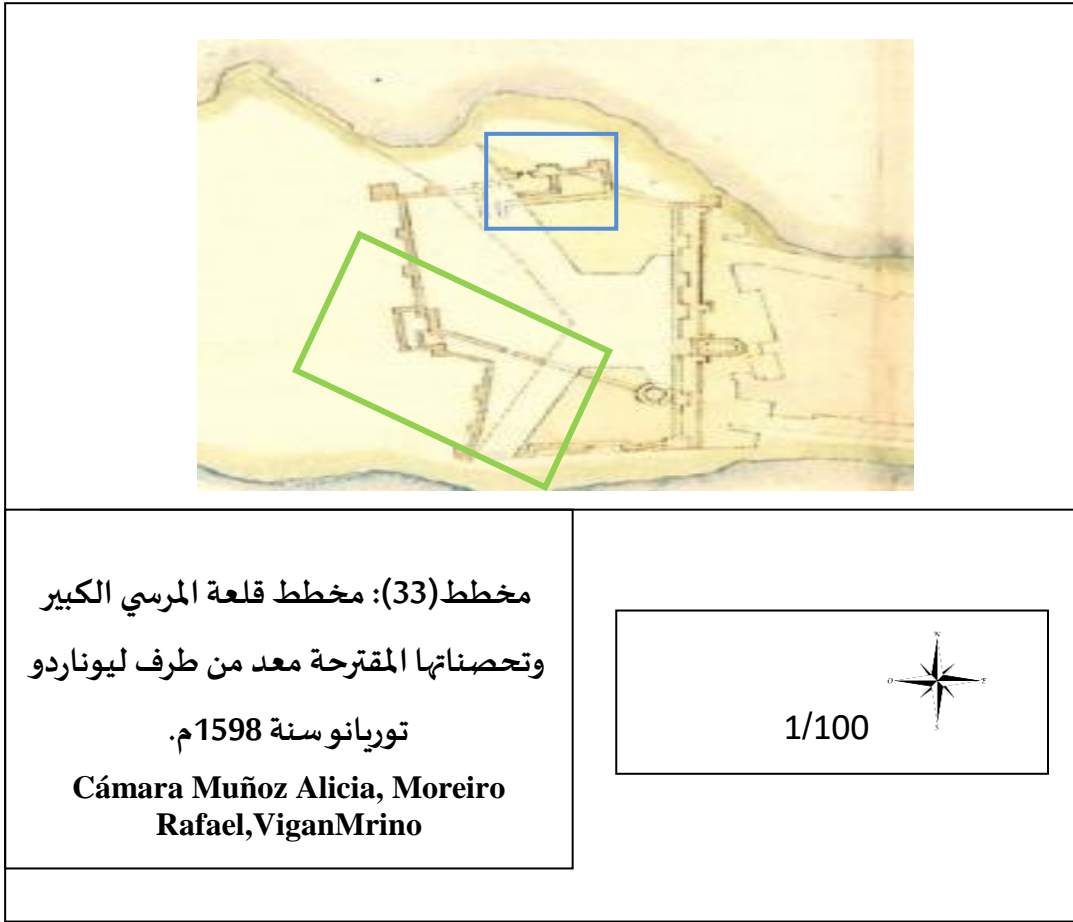 مخطط(33): مخطط قلعة المرسي الكبير
وتحصناتها المقترحة معد من طرف ليوناردو
توريانو سنة 1598م.
Cámara Muñoz Alicia, Moreiro
Rafael,ViganMrino
1/100
N
O
E
S